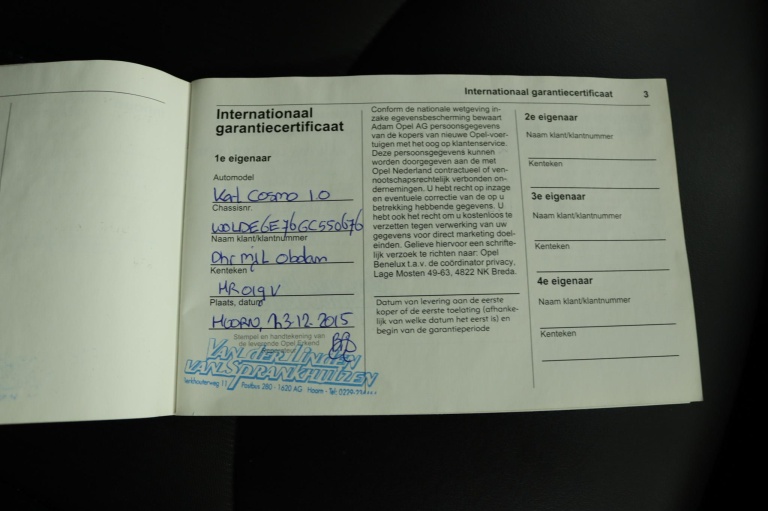 Internationaal garantiecertificaat 3
Internationaal
garantiecertificaat
1e eigenaar
Automodel
Karl Cosmo 1.0
Chassisnr.
Naam klant/klantnummer
Dhr MJL Obdam
Kenteken
HR019V
Plaats, datum
HOORN, 23-12-2015
Stempel en handtekening van
de leverende Opel Erkend
VAN DER LINGEN
VAN SPRANKHUIZEN
Postbus 280 - 1620 AG Hoorn - Tel: 0229-
Conform de nationale wetgeving in-
zake egevensbescherming bewaart
Adam Opel AG persoonsgegevens
van de kopers van nieuwe Opel-voer-
tuigen met het oog op klantenservice.
Deze persoonsgegevens kunnen
worden doorgegeven aan de met
Opel Nederland contractueel of ven-
nootschapsrechtelijk verbonden on-
dernemingen. U hebt recht op inzage
en eventuele correctie van de op u
betrekking hebbende gegevens. U
hebt ook het recht om u kosteloos te
verzetten tegen verwerking van uw
gegevens voor direct marketing doel-
einden. Gelieve hiervoor een schrifte-
lijk verzoek te richten naar: Opel
Benelux t.a.v. de coördinator privacy,
Lage Mosten 49-63, 4822 NK Breda.
Datum van levering aan de eerste
koper of de eerste toelating (afhanke-
lijk van welke datum het eerst is) en
begin van de garantieperiode
2e eigenaar
Naam klant/klantnummer
Kenteken
3e eigenaar
Naam klant/klantnummer
Kenteken
4e eigenaar
Naam klant/klantnummer
Kenteken